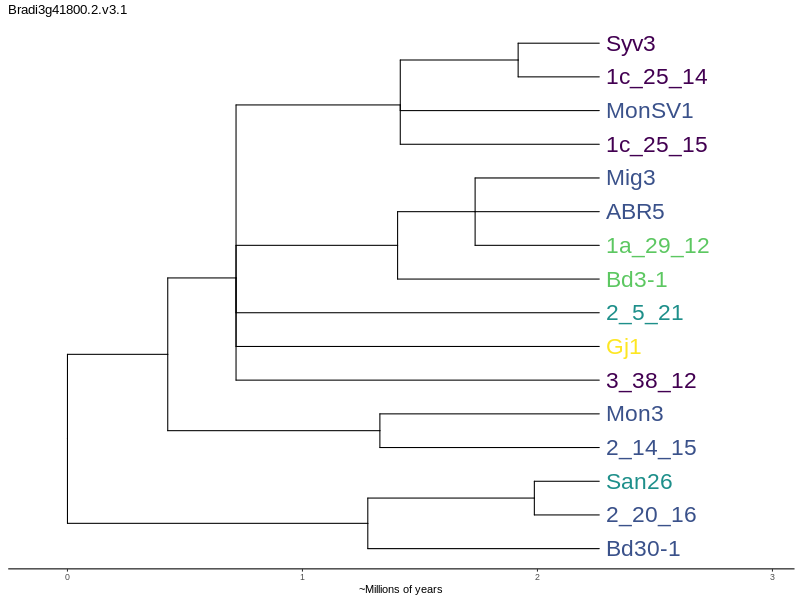 Bradi3g41800.2.v3.1
Syv3
1c_25_14
MonSV1
1c_25_15
Mig3
ABR5
1a_29_12
Bd3-1
2_5_21
Gj1
3_38_12
Mon3
2_14_15
San26
2_20_16
Bd30-1
0 1 2 3
~Millions of years